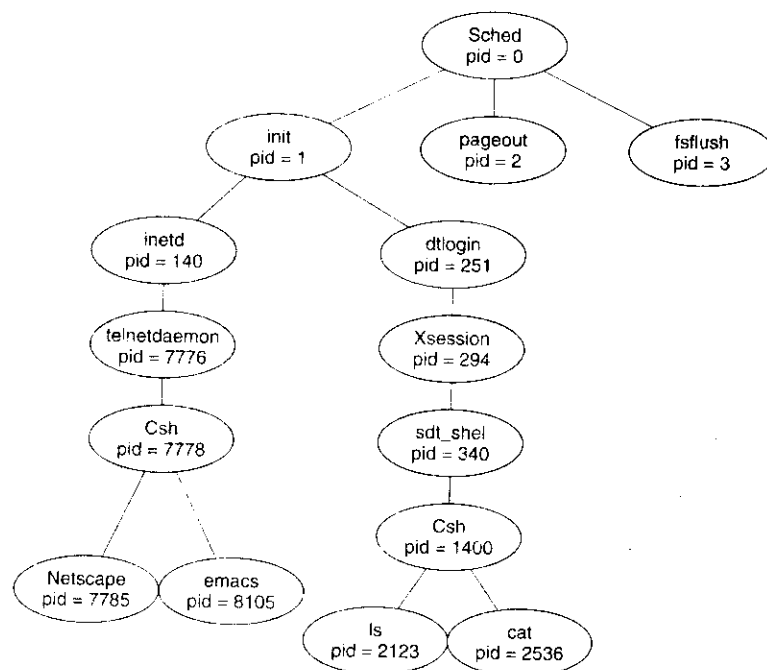 Sched
pid = 0
init
pid = 1
pageout
pid = 2
fsflush
pid = 3
inetd
pid = 140
dtlogin
pid = 251
telnetdaemon
pid = 7776
Xsession
pid = 294
Csh
pid = 7778
sdt_shel
pid = 340
Csh
pid = 1400
Netscape
pid = 7785
emacs
pid = 8105
ls
pid = 2123
cat
pid = 2536